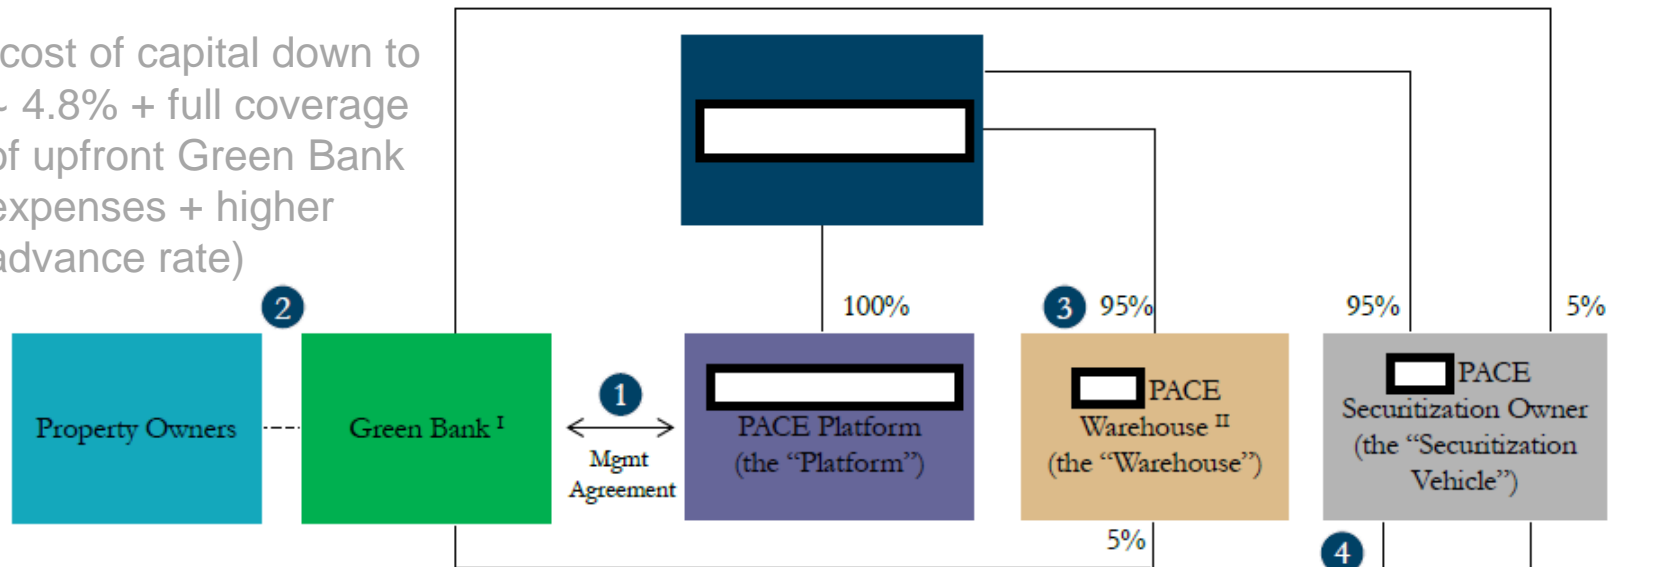 cost of capital down to
~ 4.8% + full coverage
of upfront Green Bank
expenses + higher
advance rate)
2
100%
3
95%
95%
5%
Property Owners
Green Bank I
1
Mgmt
Agreement
PACE Platform
(the “Platform”)
PACE
Warehouse II
(the “Warehouse”)
PACE
Securitization Owner
(the “Securitization
Vehicle”)
5%
4